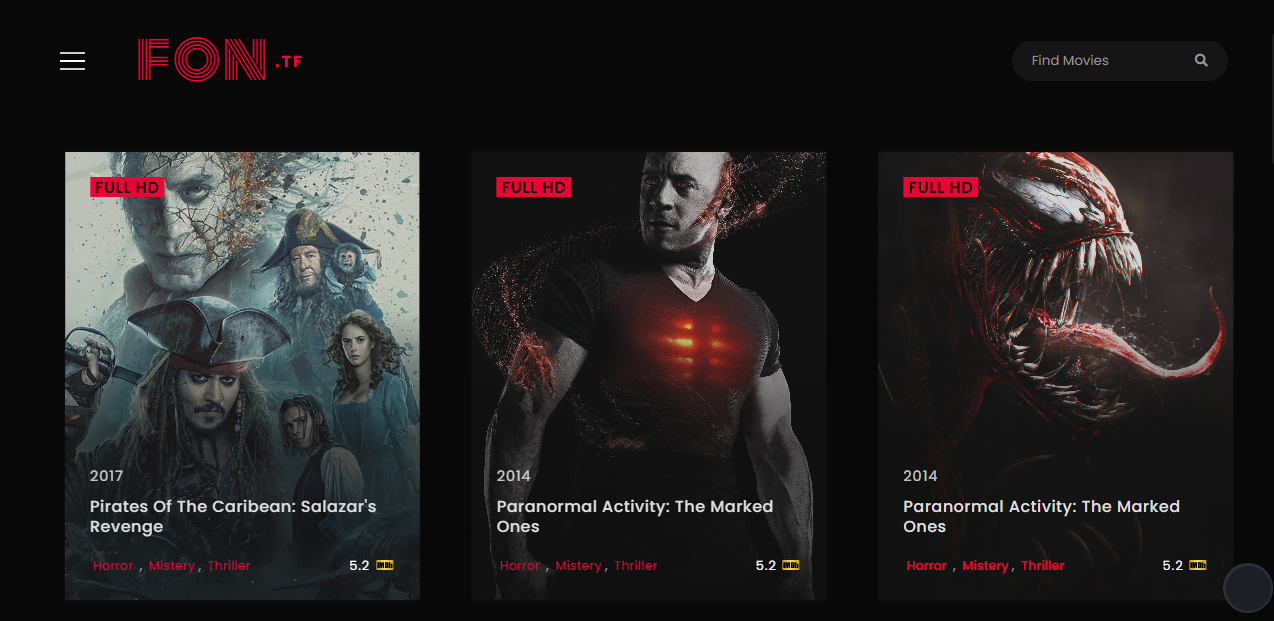 FON .TF
Find Movies
FULL HD
2017
Pirates Of The Caribean: Salazar's
Revenge
Horror , Mistery , Thriller
5.2 IMDb
FULL HD
2014
Paranormal Activity: The Marked
Ones
Horror , Mistery , Thriller
5.2 IMDb
FULL HD
2014
Paranormal Activity: The Marked
Ones
Horror , Mistery , Thriller
5.2 IMDb